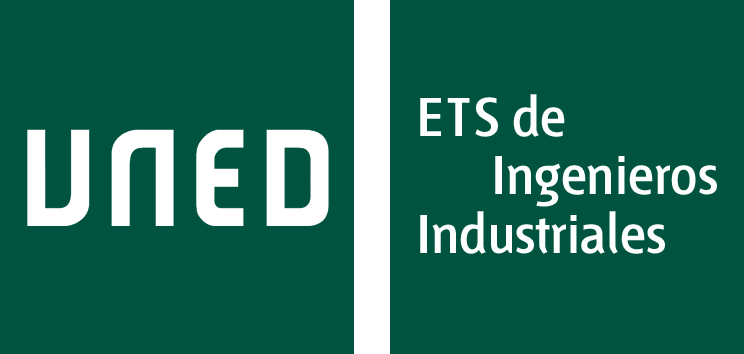 UNED
ETS de
Ingenieros
Industriales